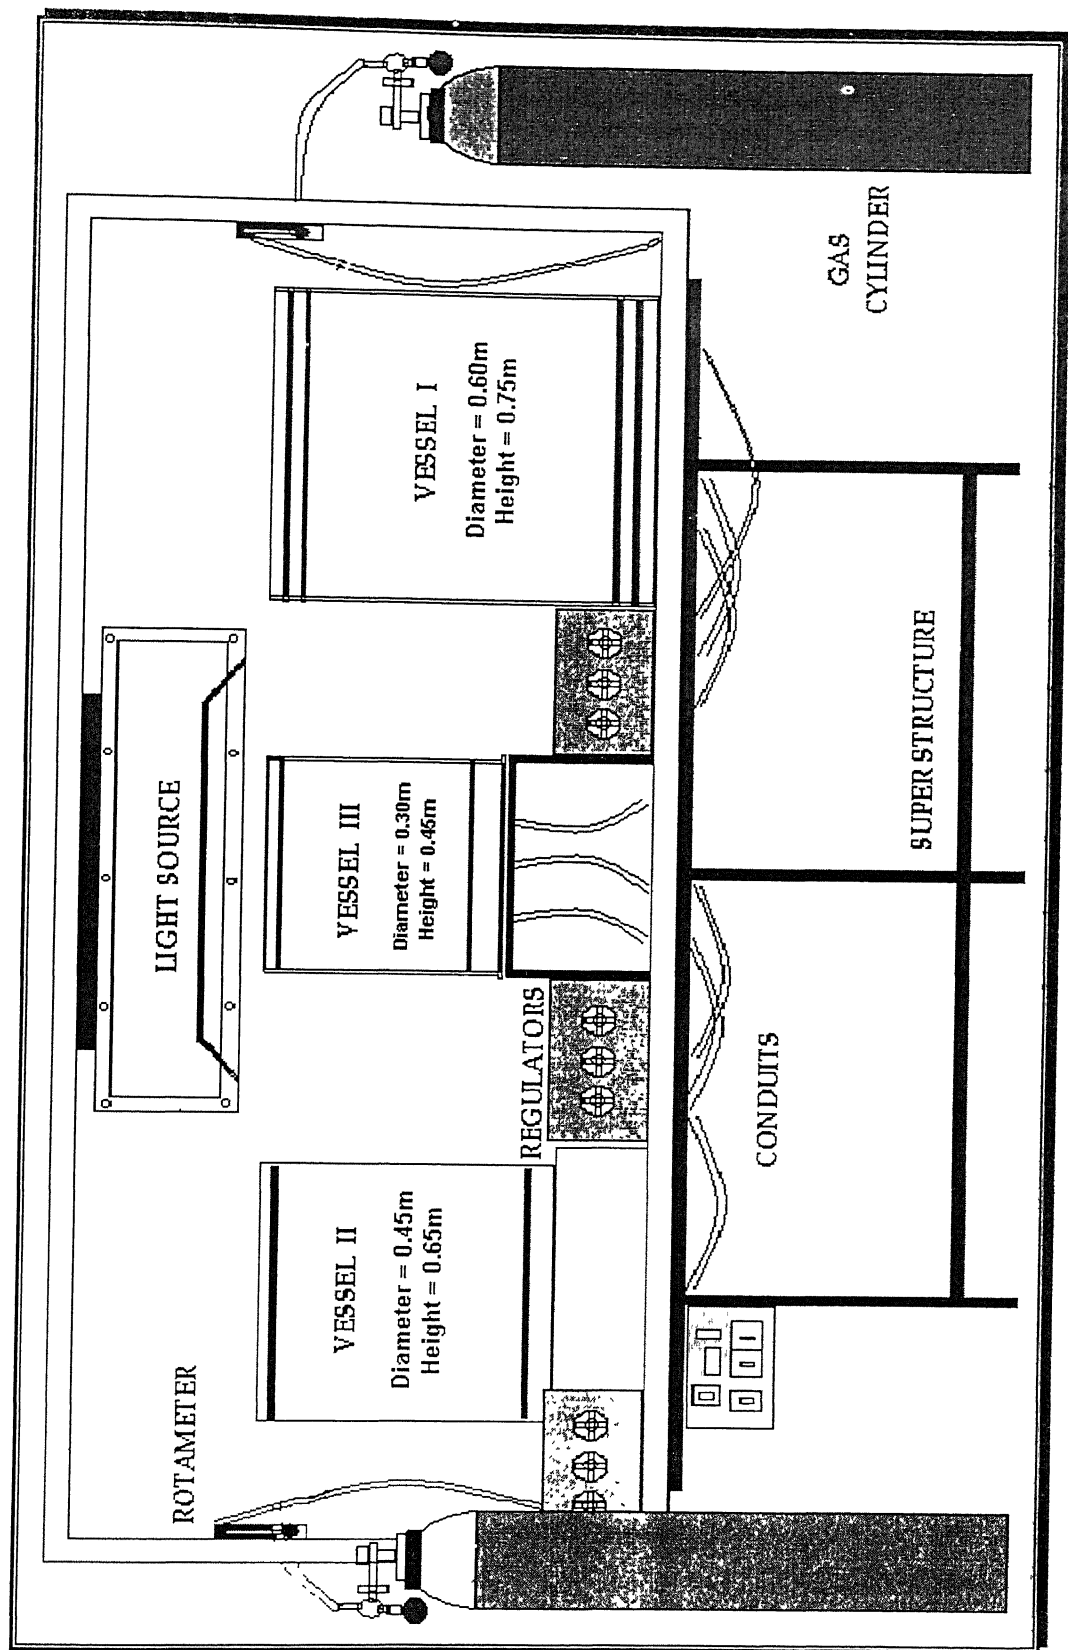 ROTAMETER
LIGHT SOURCE
VESSEL II
Diameter = 0.45m
Height = 0.65m
VESSEL III
Diameter = 0.30m
Height = 0.45m
VESSEL I
Diameter = 0.60m
Height = 0.75m
REGULATORS
CONDUITS
SUPER STRUCTURE
GAS
CYLINDER